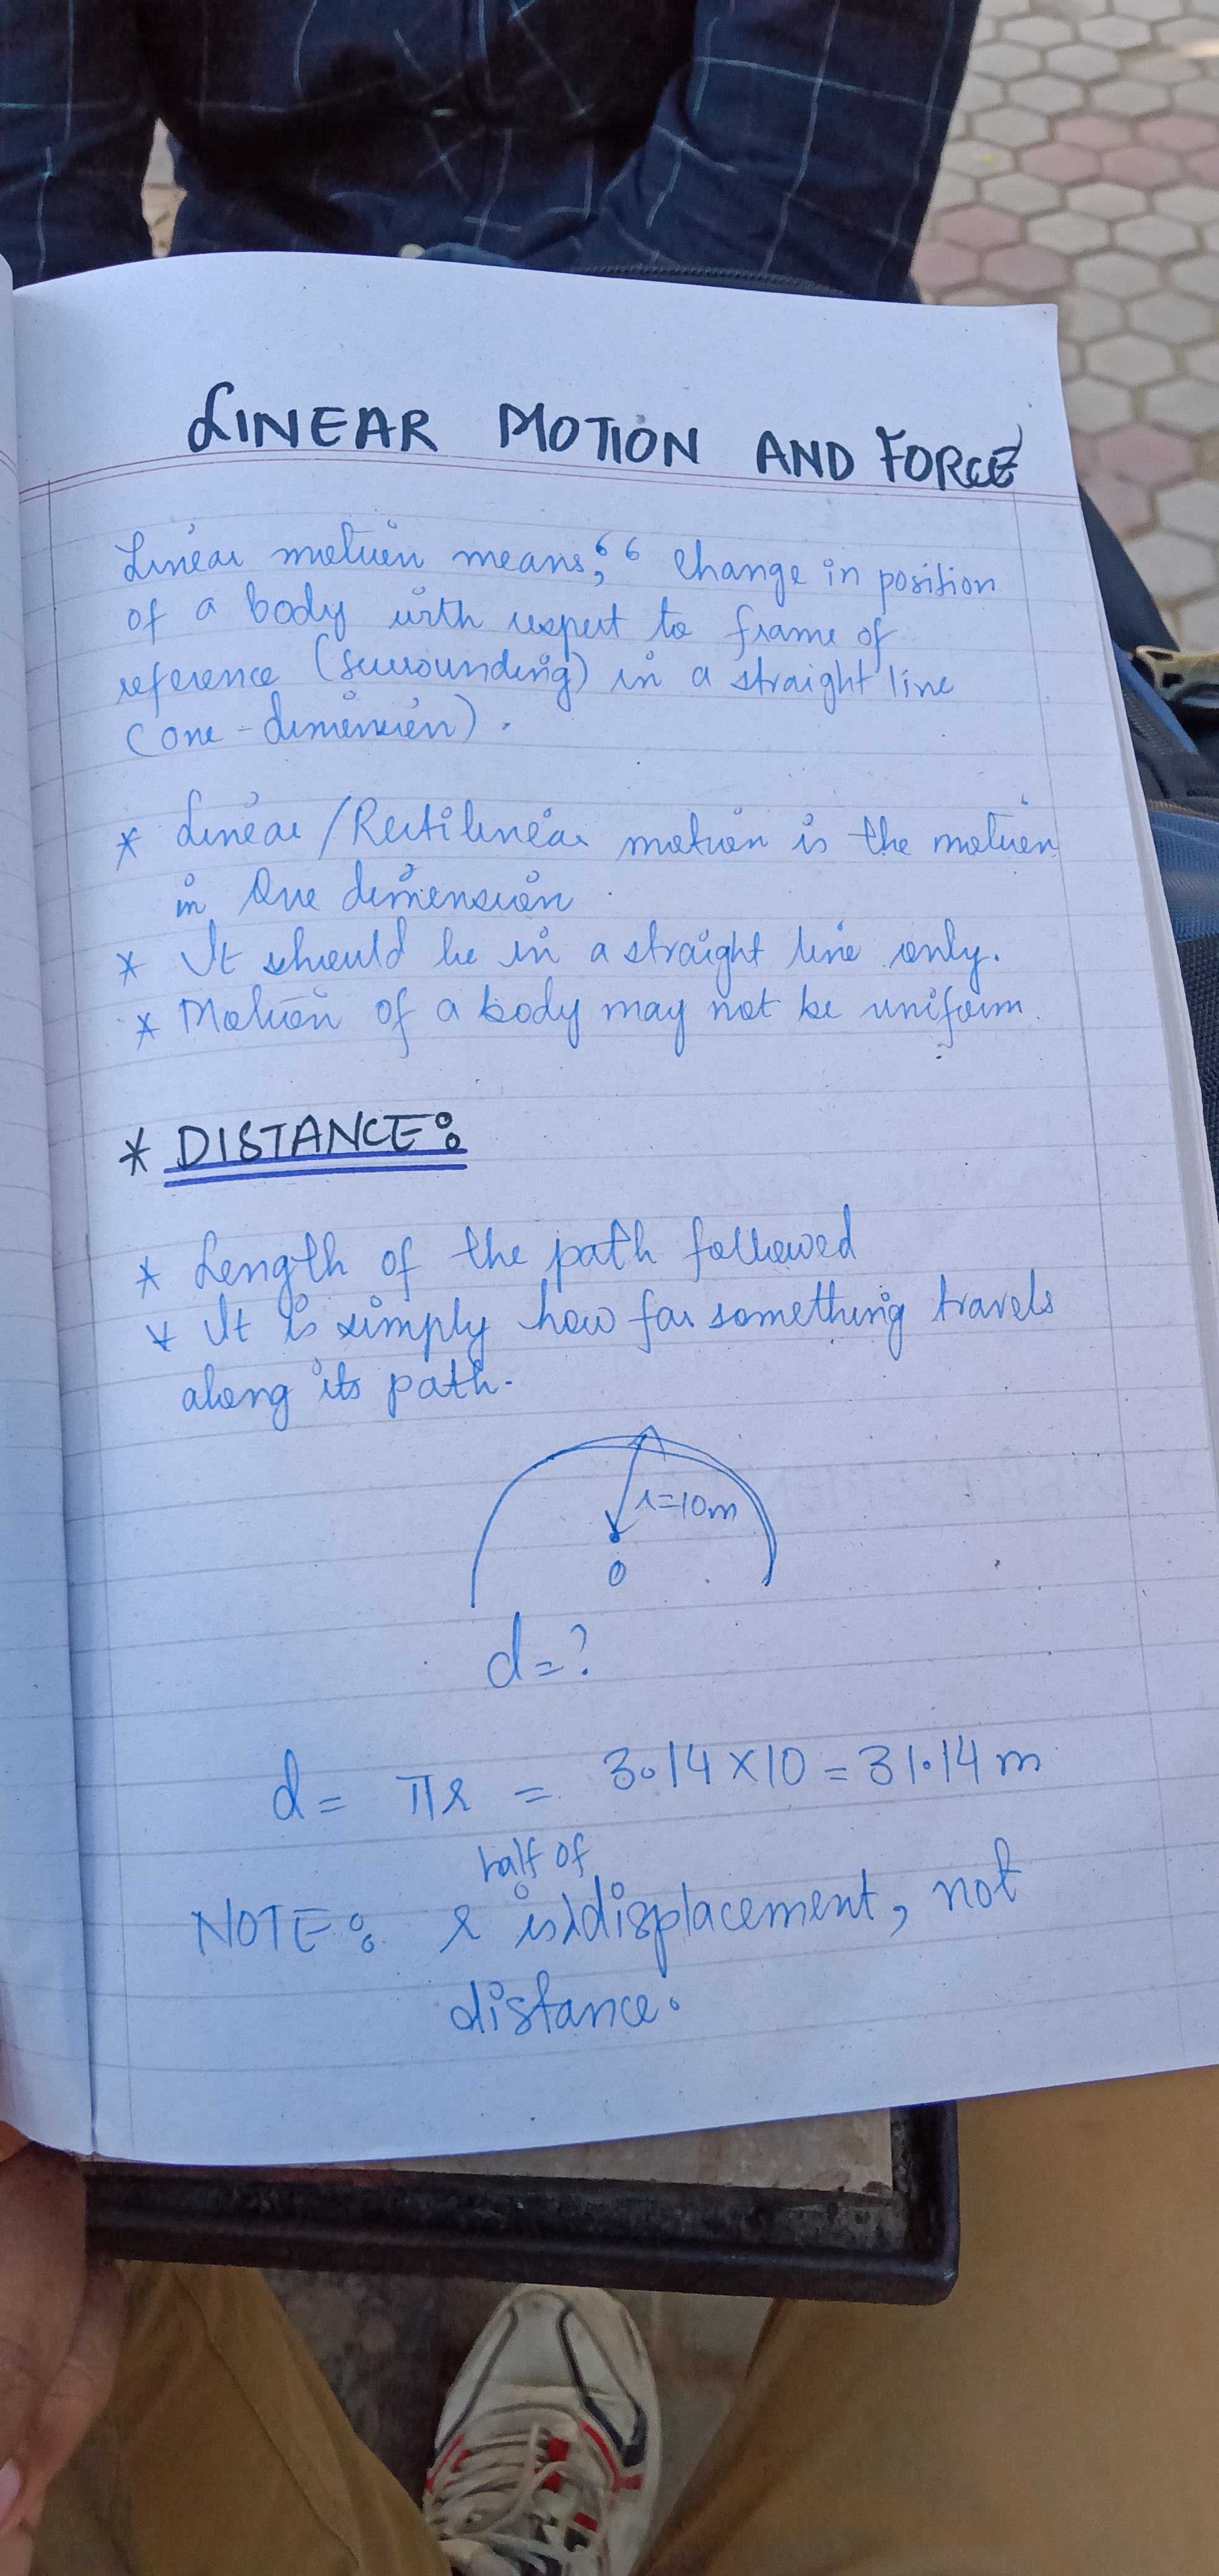 LINEAR MOTION AND FORCE
Linear motion means, “ Change in position
of a body with respect to frame of
reference (surrounding) in a straight line
(one-dimension).
* Linear/Rectilinear motion is the motion
in One dimension
* It should be in a straight line only.
* Motion of a body may not be uniform.
* DISTANCE:
* Length of the path followed
* It is simply how far something travels
along its path.
r=10m
O
d=?
d = πr = 3.14 x 10 = 31.14 m
half of
NOTE: r is displacement, not
distance.